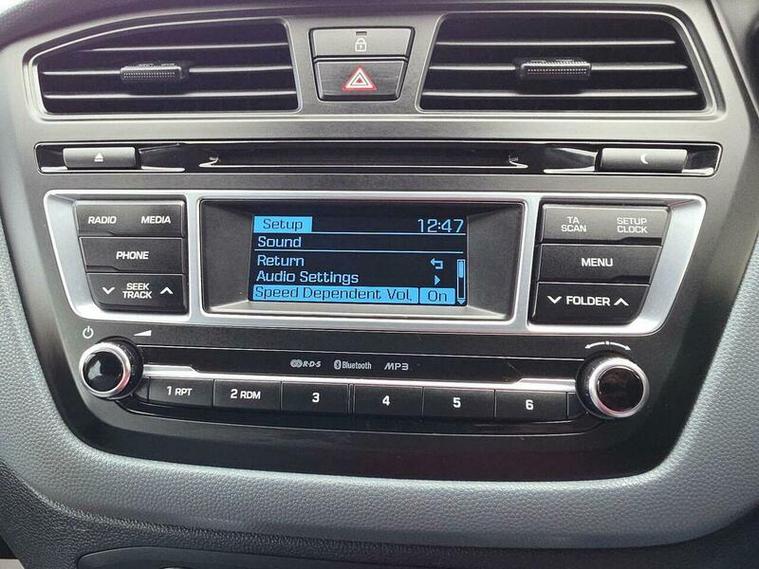 RADIO MEDIA
PHONE
SEEK
TRACK
Setup 12:47
Sound
Return
Audio Settings
Speed Dependent Vol. On
TA
SCAN
SETUP
CLOCK
MENU
FOLDER
R·D·S Bluetooth MP3
1 RPT 2 RDM 3 4 5 6